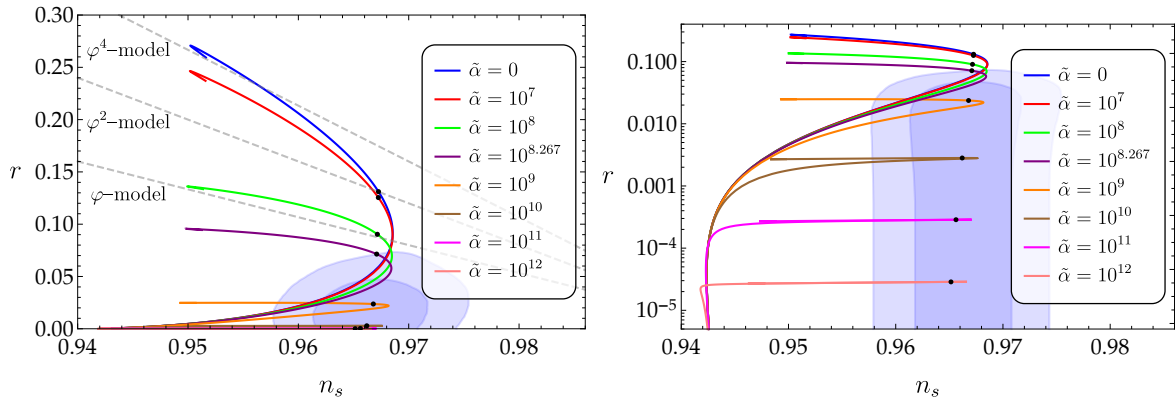 0.30
0.25
0.20
0.15
0.10
0.05
0.00
r
φ⁴−model
φ²−model
φ−model
α̃ = 0
α̃ = 10⁷
α̃ = 10⁸
α̃ = 10^8.267
α̃ = 10⁹
α̃ = 10¹⁰
α̃ = 10¹¹
α̃ = 10¹²
0.94 0.95 0.96 0.97 0.98
nₛ
0.100
0.010
0.001
10⁻⁴
10⁻⁵
r
α̃ = 0
α̃ = 10⁷
α̃ = 10⁸
α̃ = 10^8.267
α̃ = 10⁹
α̃ = 10¹⁰
α̃ = 10¹¹
α̃ = 10¹²
0.94 0.95 0.96 0.97 0.98
nₛ